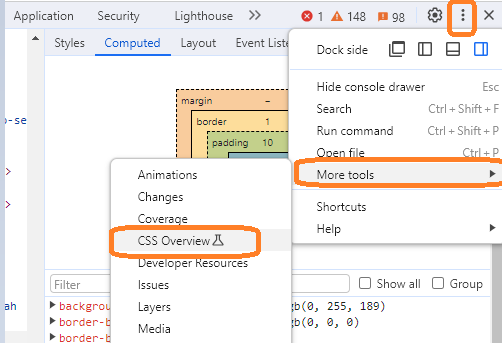 Application Security Lighthouse >> 1 148 98
Styles Computed Layout Event Liste
Dock side
margin –
Hide console drawer Esc
o-se
Search Ctrl + Shift + F
border 1
Run command Ctrl + Shift + P
padding 10
Open file Ctrl + P
More tools
Animations
Changes
Shortcuts
Coverage
Help
CSS Overview
Developer Resources
Filter Show all Group
Issues
backgroun gb(0, 255, 189)
ah
Layers
border-b gb(0, 0, 0)
Media
border-b